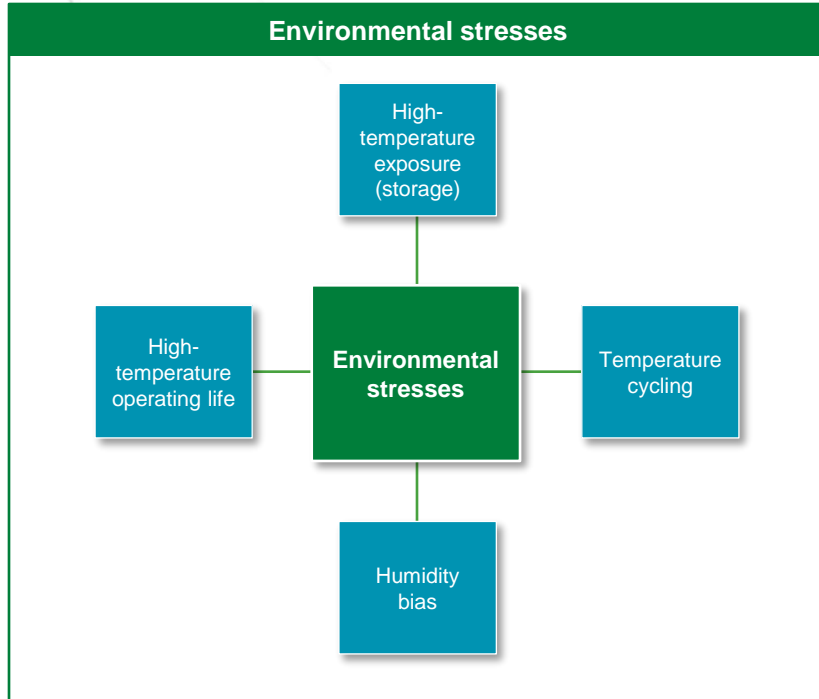 Environmental stresses
High-
temperature
exposure
(storage)
High-
temperature
operating life
Environmental
stresses
Temperature
cycling
Humidity
bias